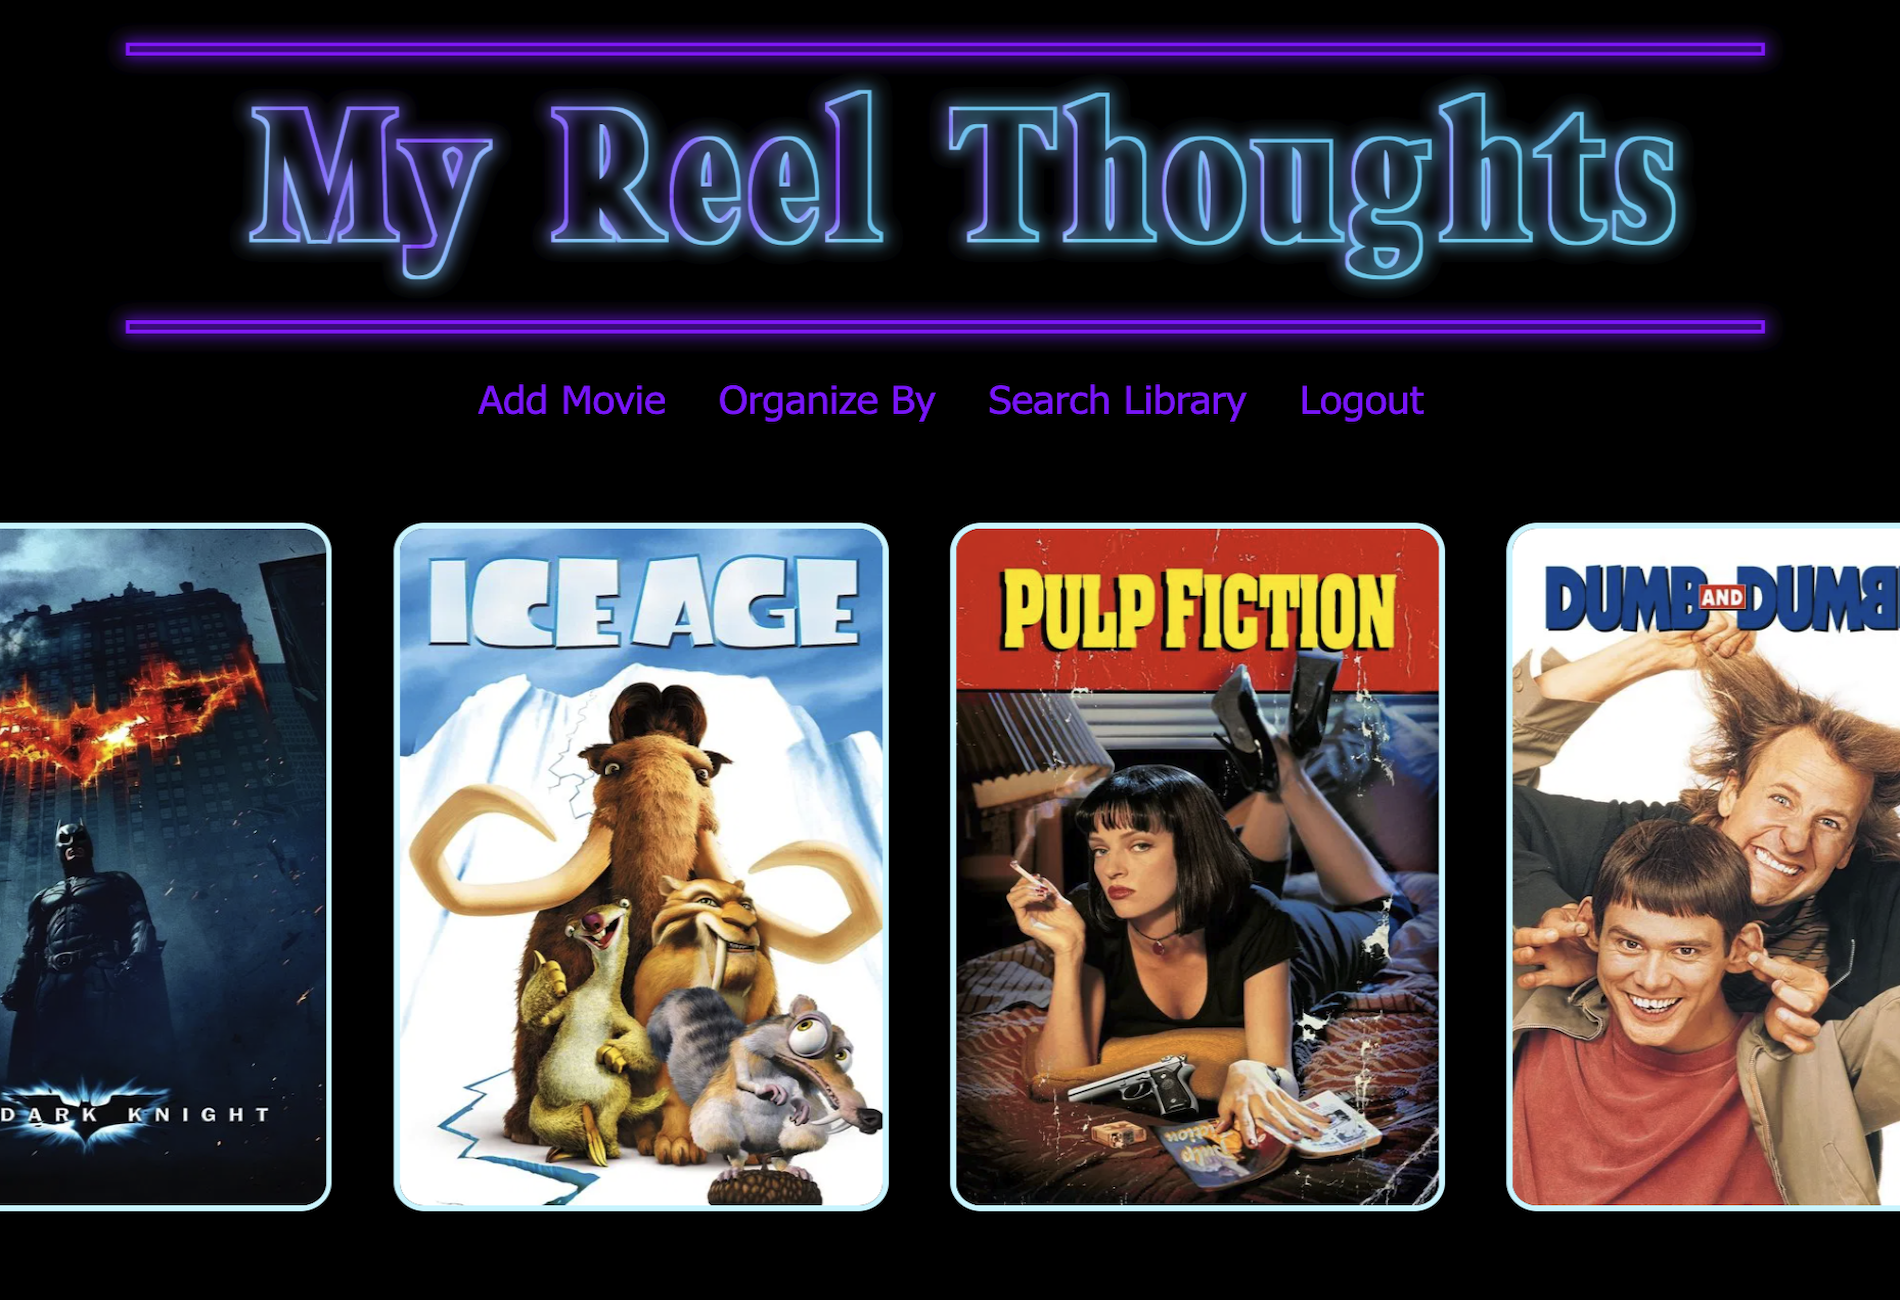 My Reel Thoughts
Add Movie Organize By Search Library Logout
DARK KNIGHT
ICE AGE
PULP FICTION
DUMB AND DUMB